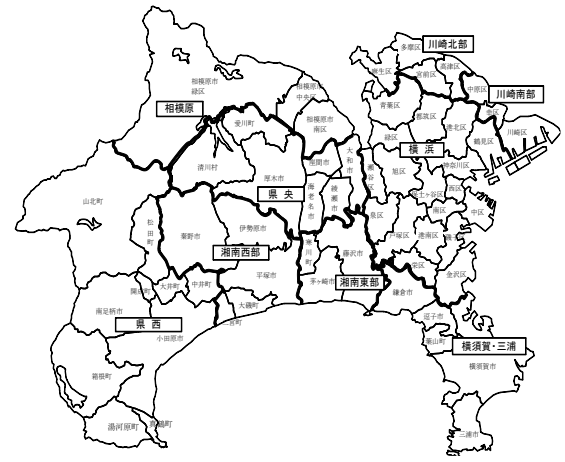 多摩区
川崎北部
麻生区
宮前区
高津区
中原区
川崎南部
幸区
川崎区
相模原市
緑区
相模原市
中央区
相模原市
南区
相模原
愛川町
青葉区
都筑区
港北区
鶴見区
緑区
横浜
神奈川区
清川村
厚木市
座間市
大和市
瀬谷区
旭区
保土ヶ谷区
西区
中区
県央
海老名市
綾瀬市
泉区
戸塚区
南区
港南区
磯子区
山北町
松田町
秦野市
伊勢原市
湘南西部
寒川町
藤沢市
栄区
金沢区
開成町
大井町
中井町
平塚市
茅ヶ崎市
湘南東部
鎌倉市
南足柄市
県西
小田原市
大磯町
二宮町
逗子市
葉山町
横須賀・三浦
横須賀市
箱根町
湯河原町
真鶴町
三浦市